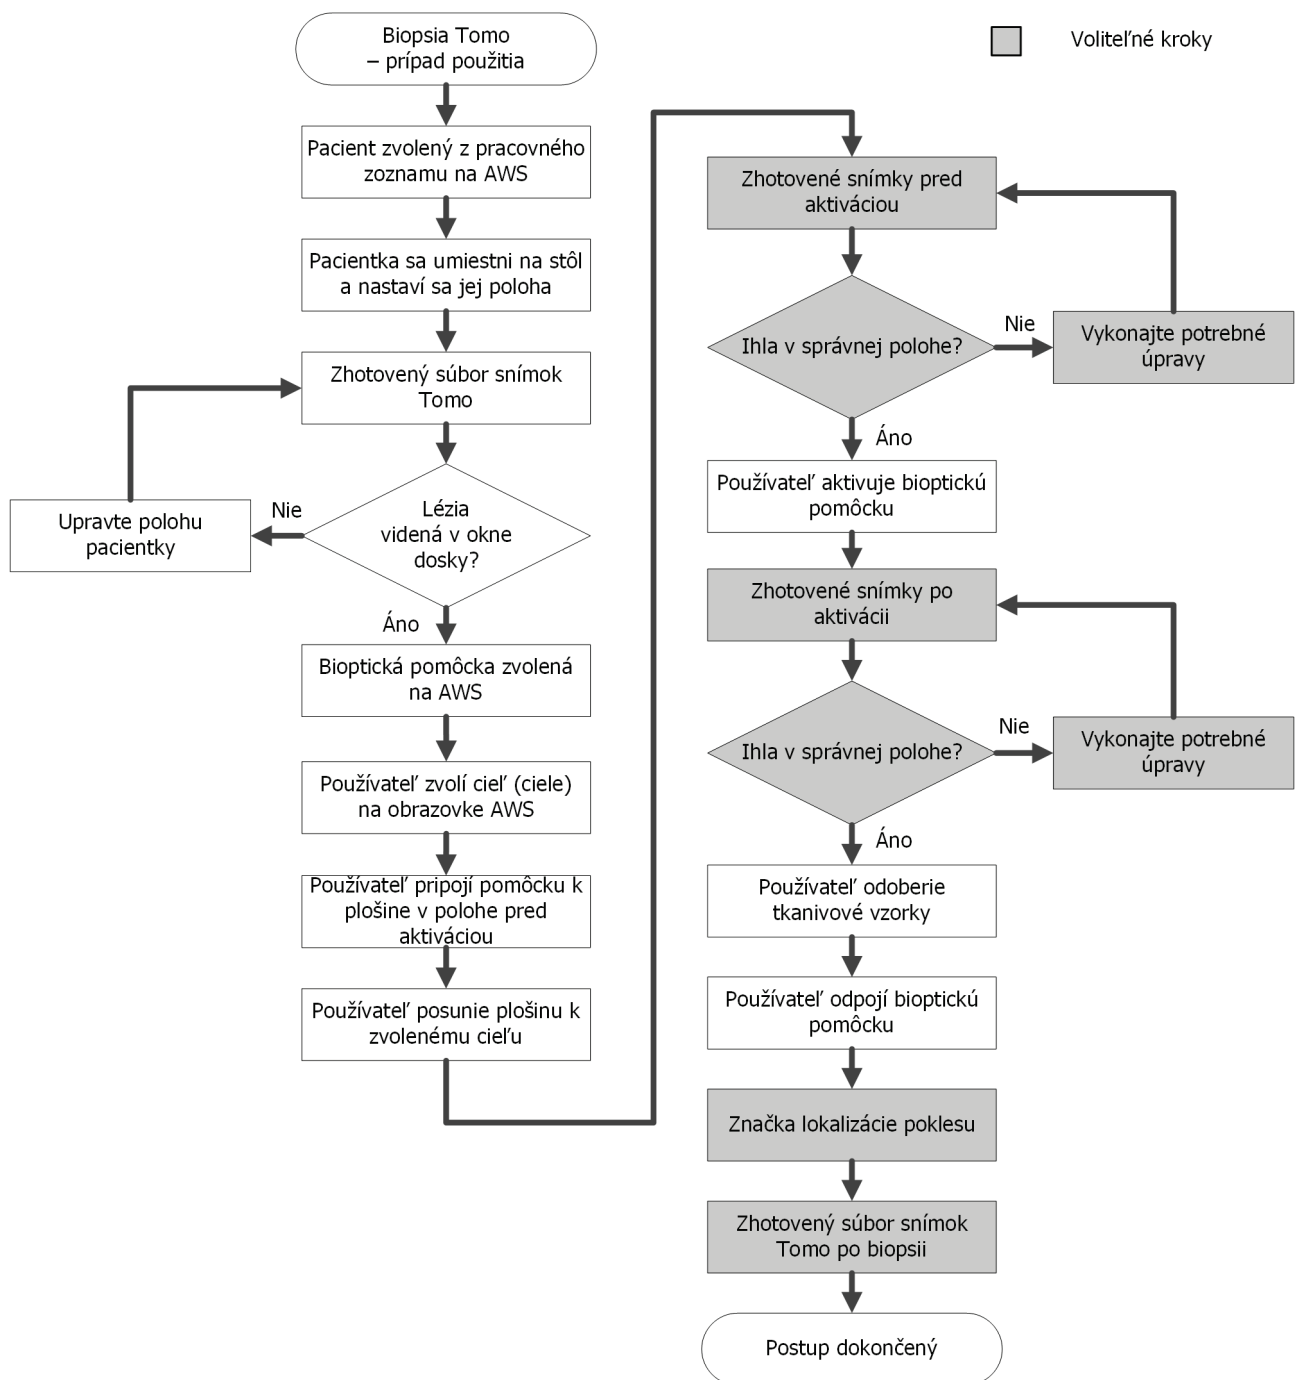 Biopsia Tomo
– prípad použitia
Pacient zvolený z pracovného
zoznamu na AWS
Pacientka sa umiestni na stôl
a nastaví sa jej poloha
Zhotovený súbor snímok
Tomo
Lézia
videná v okne
dosky?
Nie
Upravte polohu
pacientky
Áno
Bioptická pomôcka zvolená
na AWS
Používateľ zvolí cieľ (ciele)
na obrazovke AWS
Používateľ pripojí pomôcku k
plošine v polohe pred
aktiváciou
Používateľ posunie plošinu k
zvolenému cieľu
Voliteľné kroky
Zhotovené snímky pred
aktiváciou
Ihla v správnej polohe?
Nie
Vykonajte potrebné
úpravy
Áno
Používateľ aktivuje bioptickú
pomôcku
Zhotovené snímky po
aktivácii
Ihla v správnej polohe?
Nie
Vykonajte potrebné
úpravy
Áno
Používateľ odoberie
tkanivové vzorky
Používateľ odpojí bioptickú
pomôcku
Značka lokalizácie poklesu
Zhotovený súbor snímok
Tomo po biopsii
Postup dokončený